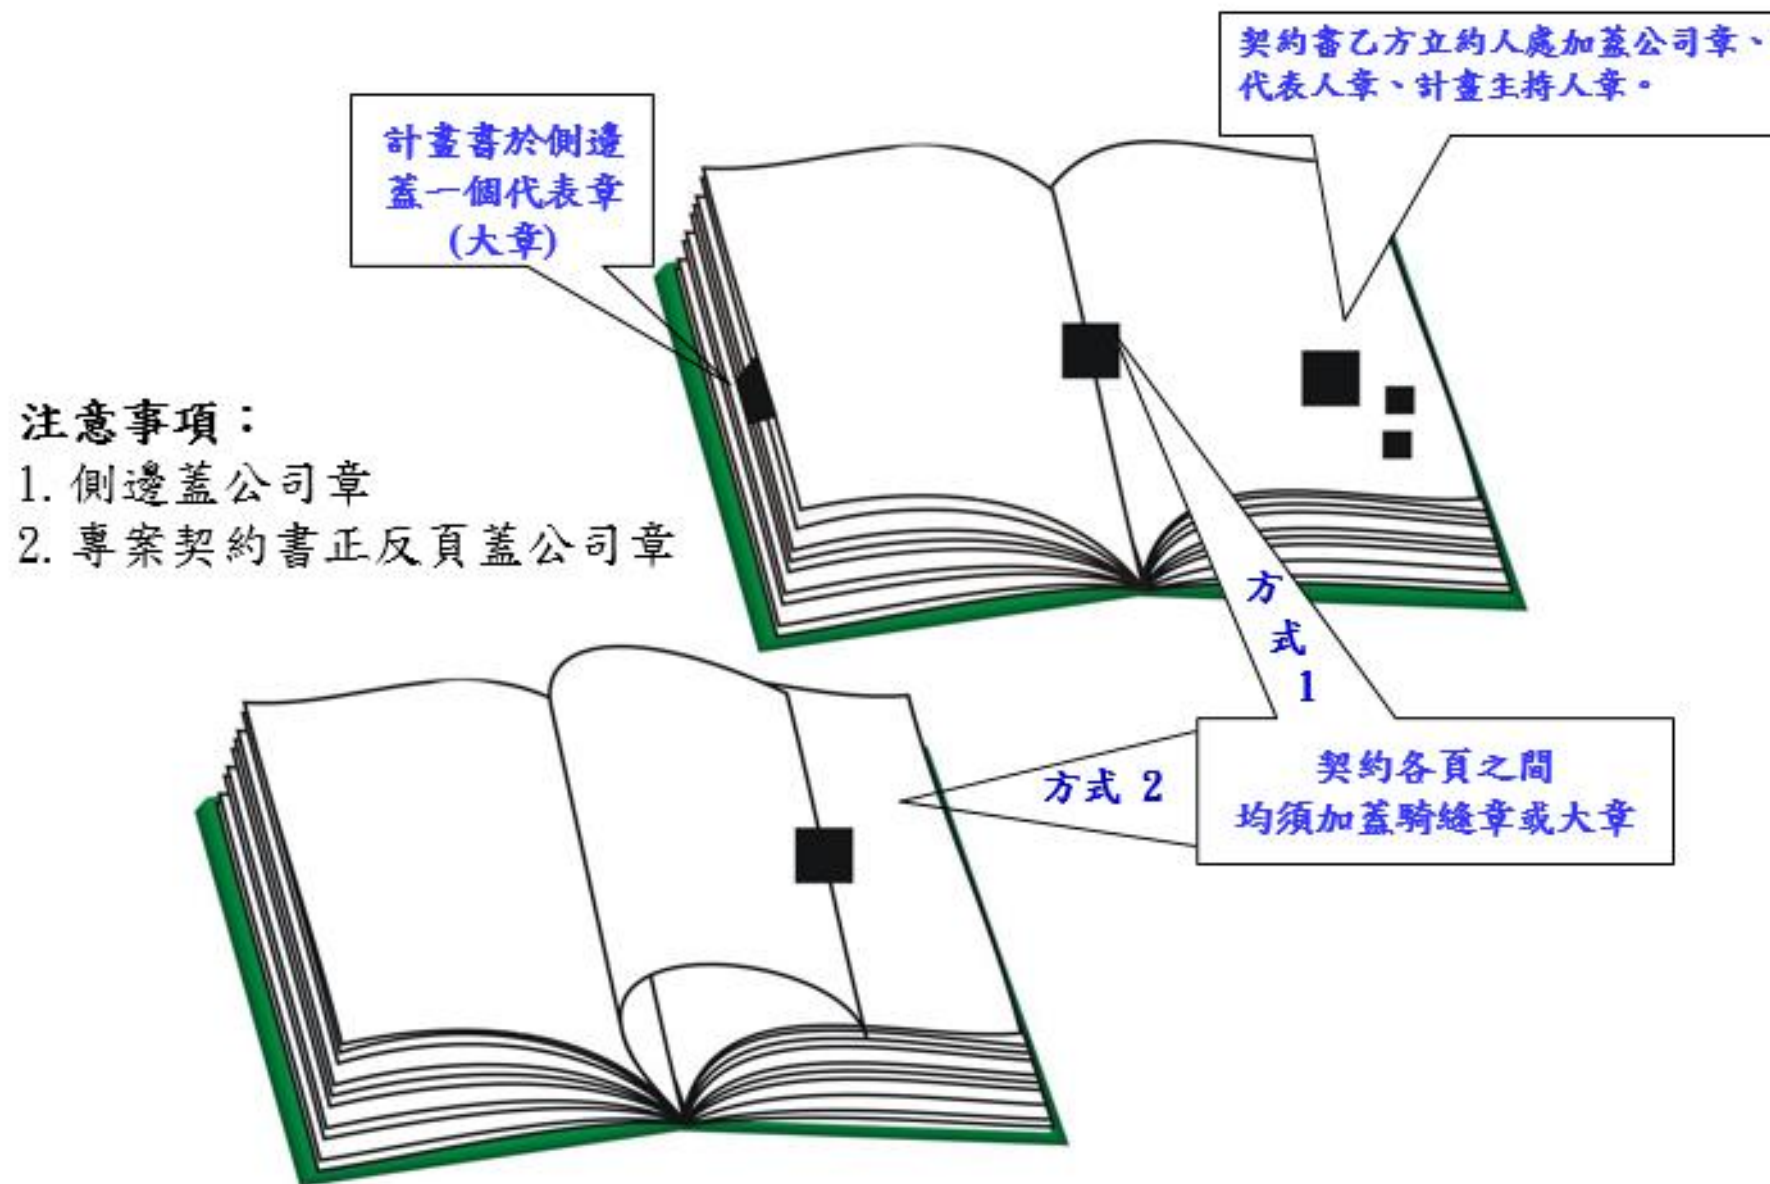 契約書乙方立約人處加蓋公司章、
代表人章、計畫主持人章。
計畫書於側邊
蓋一個代表章
(大章)
注意事項：
1. 側邊蓋公司章
2. 專案契約書正反頁蓋公司章
方
式
1
方式 2
契約各頁之間
均須加蓋騎縫章或大章